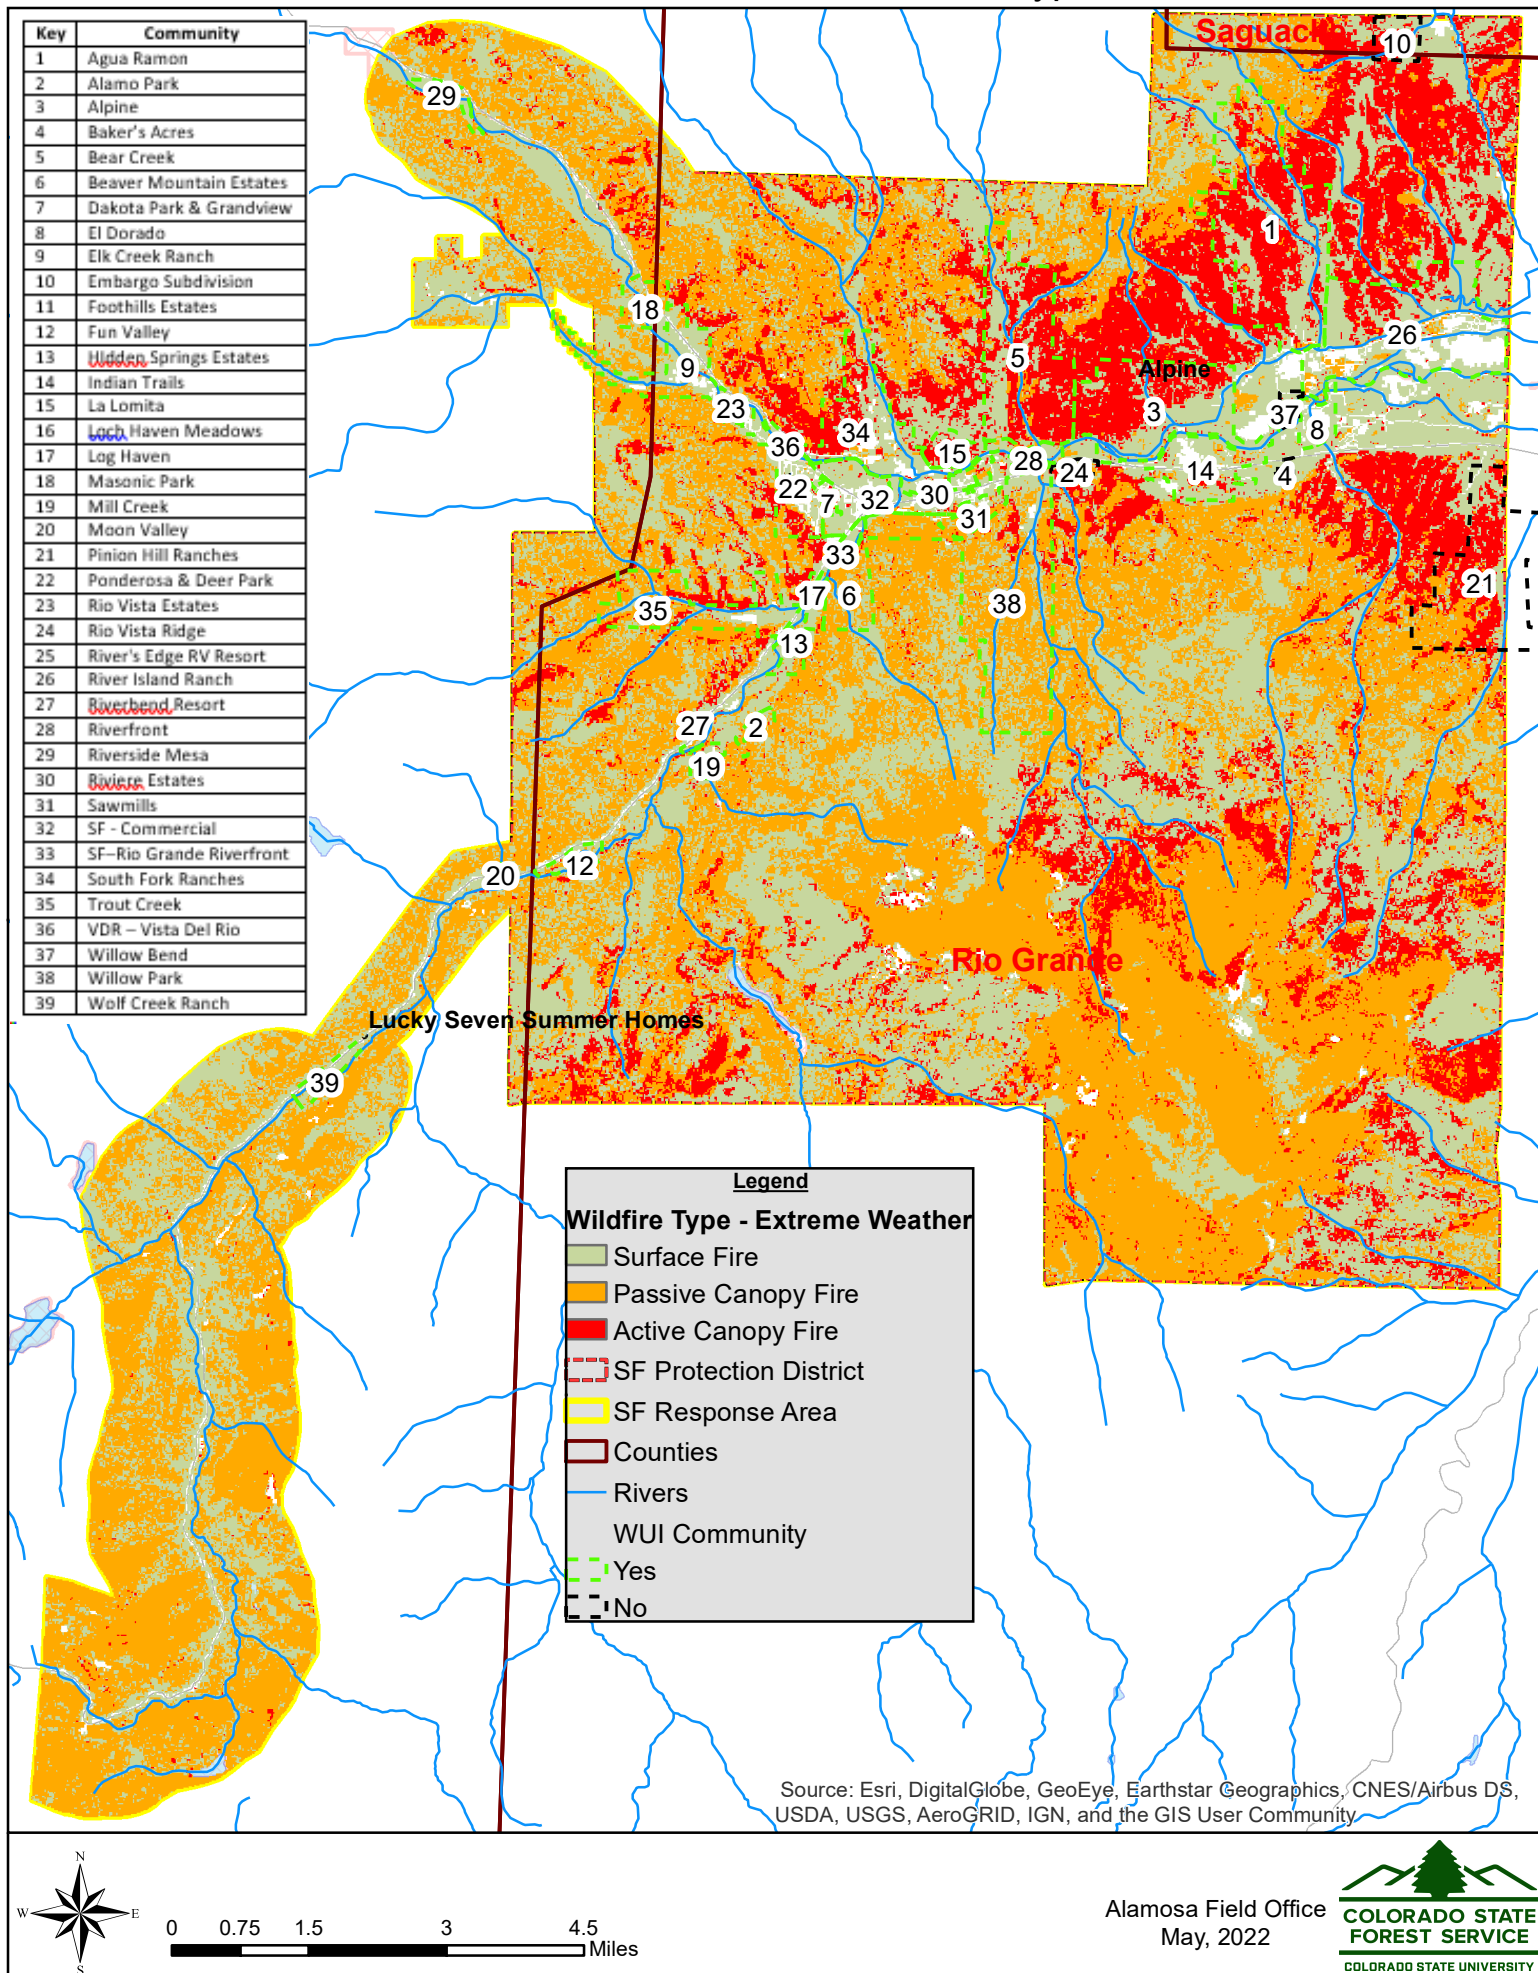 Key Community
1 Agua Ramon
2 Alamo Park
3 Alpine
4 Baker's Acres
5 Bear Creek
6 Beaver Mountain Estates
7 Dakota Park & Grandview
8 El Dorado
9 Elk Creek Ranch
10 Embargo Subdivision
11 Foothills Estates
12 Fun Valley
13 Hidden Springs Estates
14 Indian Trails
15 La Lomita
16 Loch Haven Meadows
17 Log Haven
18 Masonic Park
19 Mill Creek
20 Moon Valley
21 Pinion Hill Ranches
22 Ponderosa & Deer Park
23 Rio Vista Estates
24 Rio Vista Ridge
25 River's Edge RV Resort
26 River Island Ranch
27 Riverbend Resort
28 Riverfront
29 Riverside Mesa
30 Riviere Estates
31 Sawmills
32 SF - Commercial
33 SF–Rio Grande Riverfront
34 South Fork Ranches
35 Trout Creek
36 VDR – Vista Del Rio
37 Willow Bend
38 Willow Park
39 Wolf Creek Ranch
Saguache
10
29
1
18
26
5
9
Alpine
23
3
37
34
8
36
15
28
24
14
4
22
30
7
32
31
33
21
17
6
38
35
13
27
2
19
12
20
Rio Grande
Lucky Seven Summer Homes
39
Legend
Wildfire Type - Extreme Weather
Surface Fire
Passive Canopy Fire
Active Canopy Fire
SF Protection District
SF Response Area
Counties
Rivers
WUI Community
Yes
No
Source: Esri, DigitalGlobe, GeoEye, Earthstar Geographics, CNES/Airbus DS,
USDA, USGS, AeroGRID, IGN, and the GIS User Community
N
W E
S
0 0.75 1.5 3 4.5
Miles
Alamosa Field Office
May, 2022
COLORADO STATE
FOREST SERVICE
COLORADO STATE UNIVERSITY